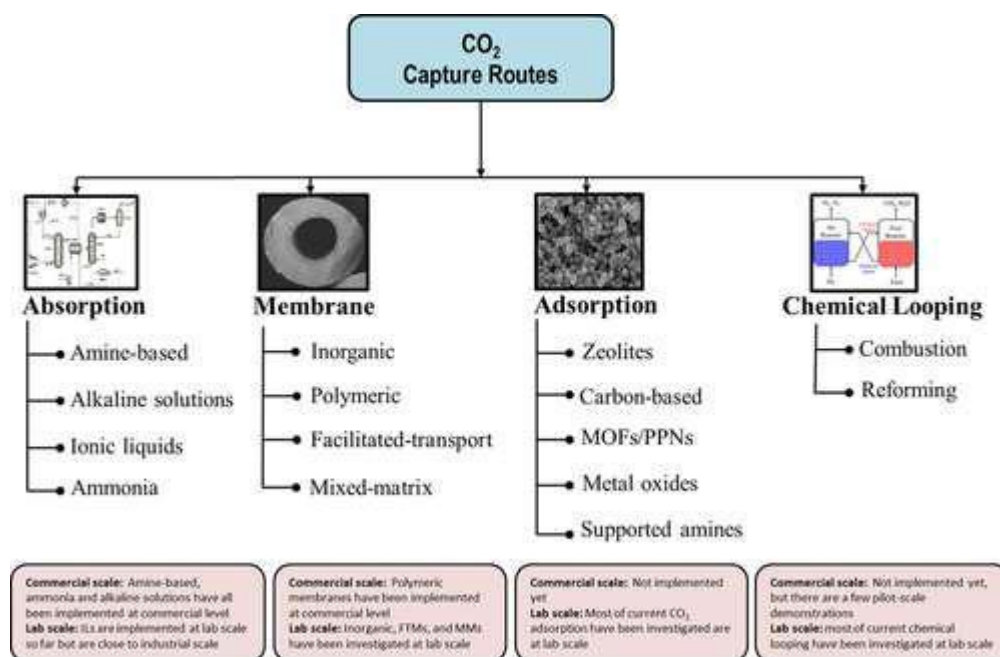 CO₂
Capture Routes
Absorption
Amine-based
Alkaline solutions
Ionic liquids
Ammonia
Membrane
Inorganic
Polymeric
Facilitated-transport
Mixed-matrix
Adsorption
Zeolites
Carbon-based
MOFs/PPNs
Metal oxides
Supported amines
Chemical Looping
Combustion
Reforming
Commercial scale: Amine-based,
ammonia and alkaline solutions have all
been implemented at commercial level
Lab scale: ILs are implemented at lab scale
so far but are close to industrial scale
Commercial scale: Polymeric
membranes have been implemented
at commercial level
Lab scale: Inorganic, FTMs, and MMs
have been investigated at lab scale
Commercial scale: Not implemented
yet
Lab scale: Most of current CO₂
adsorption have been investigated are
at lab scale
Commercial scale: Not implemented yet,
but there are a few pilot-scale
demonstrations
Lab scale: most of current chemical
looping have been investigated at lab scale